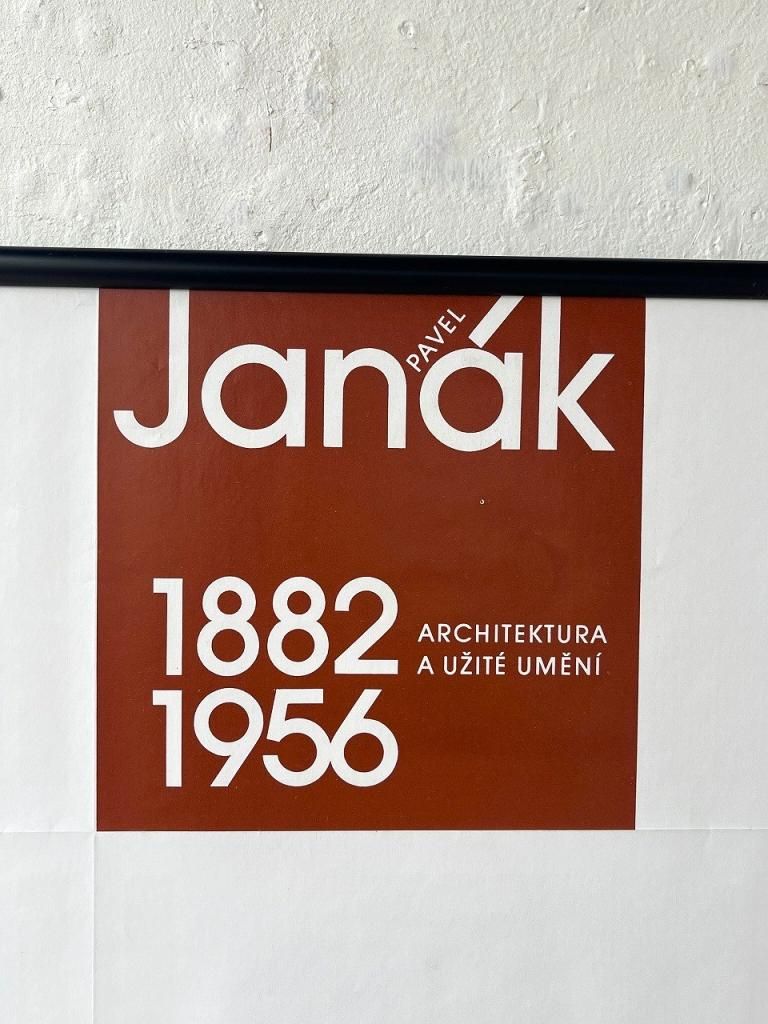 PAVEL
Janák
1882
1956
ARCHITEKTURA
A UŽITÉ UMĚNÍ